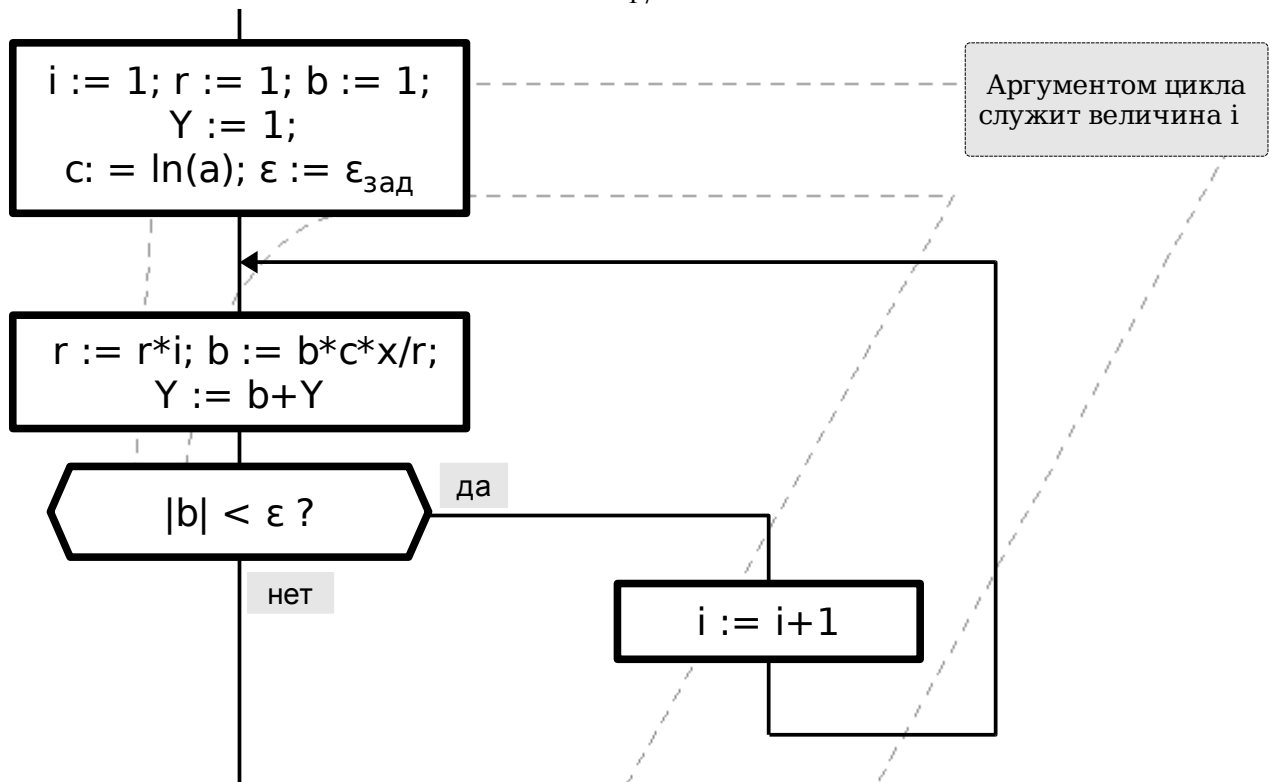 i := 1; r := 1; b := 1;
Y := 1;
c: = ln(a); ε := εзад
Аргументом цикла
служит величина i
r := r*i; b := b*c*x/r;
Y := b+Y
|b| < ε ?
да
нет
i := i+1